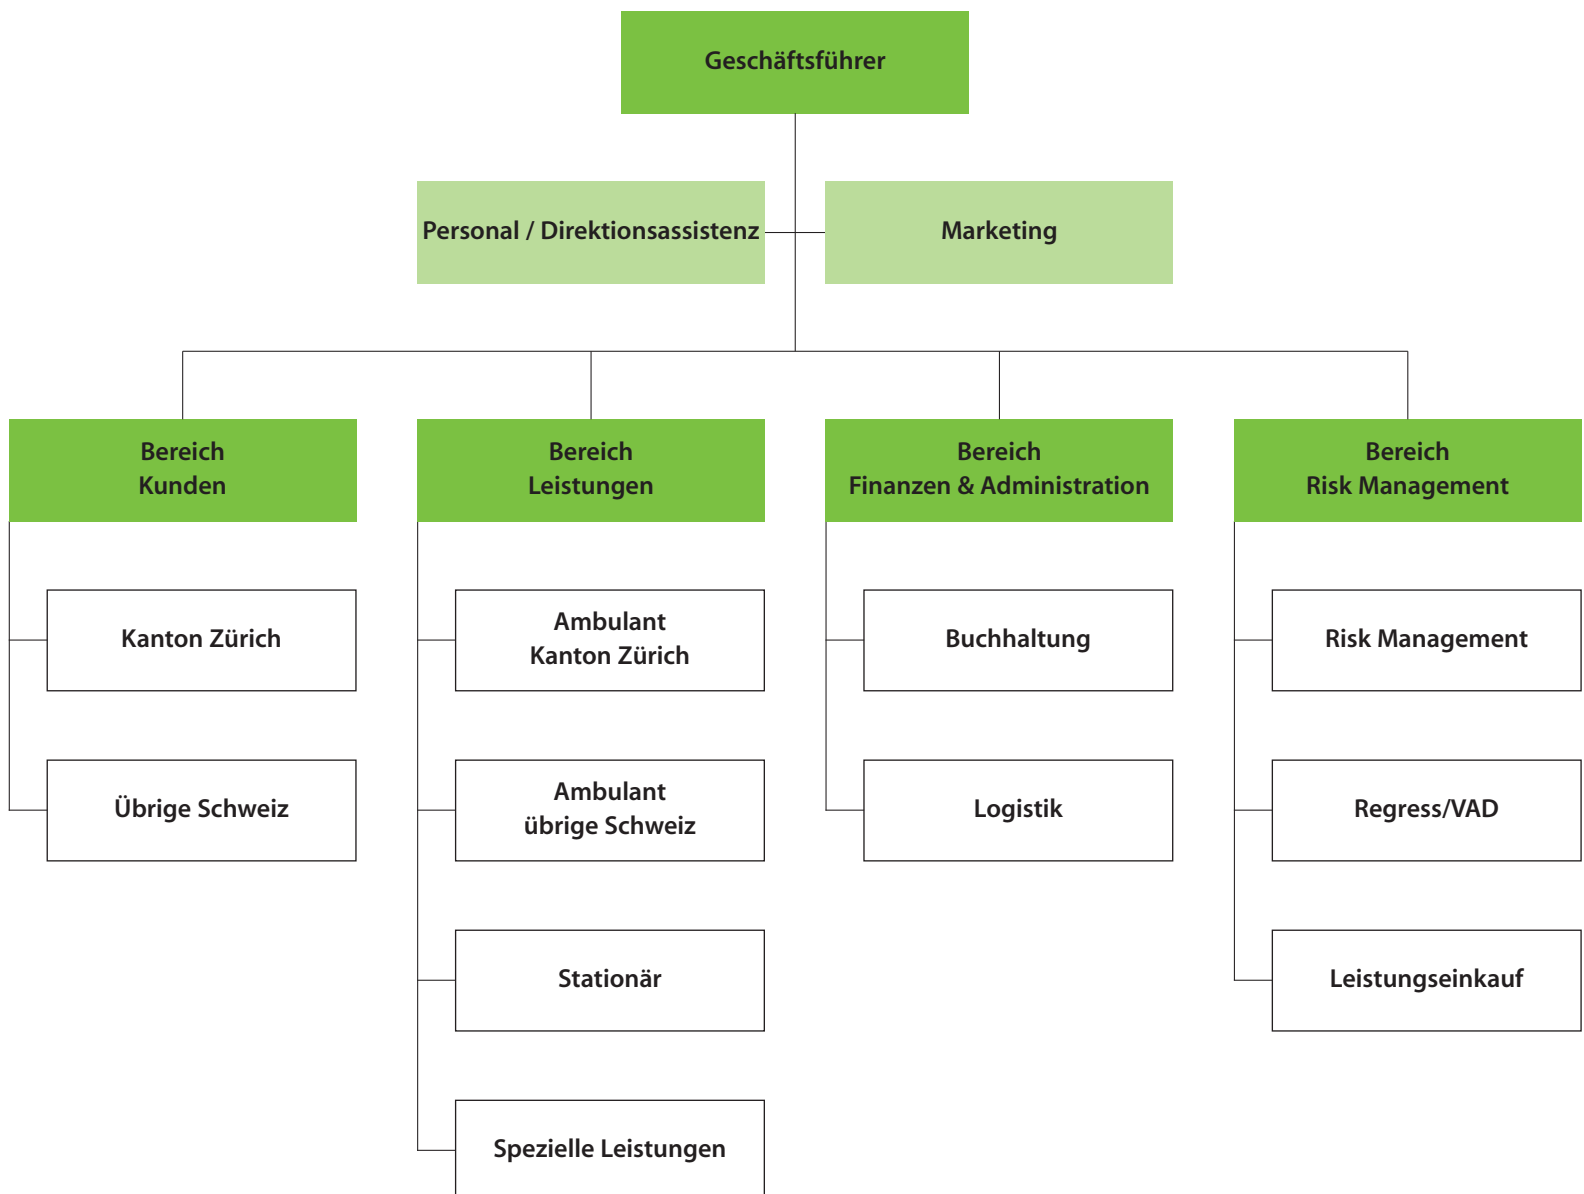 Geschäftsführer
Personal / Direktionsassistenz
Marketing
Bereich
Kunden
Bereich
Leistungen
Bereich
Finanzen & Administration
Bereich
Risk Management
Kanton Zürich
Ambulant
Kanton Zürich
Buchhaltung
Risk Management
Übrige Schweiz
Ambulant
übrige Schweiz
Logistik
Regress/VAD
Stationär
Leistungseinkauf
Spezielle Leistungen